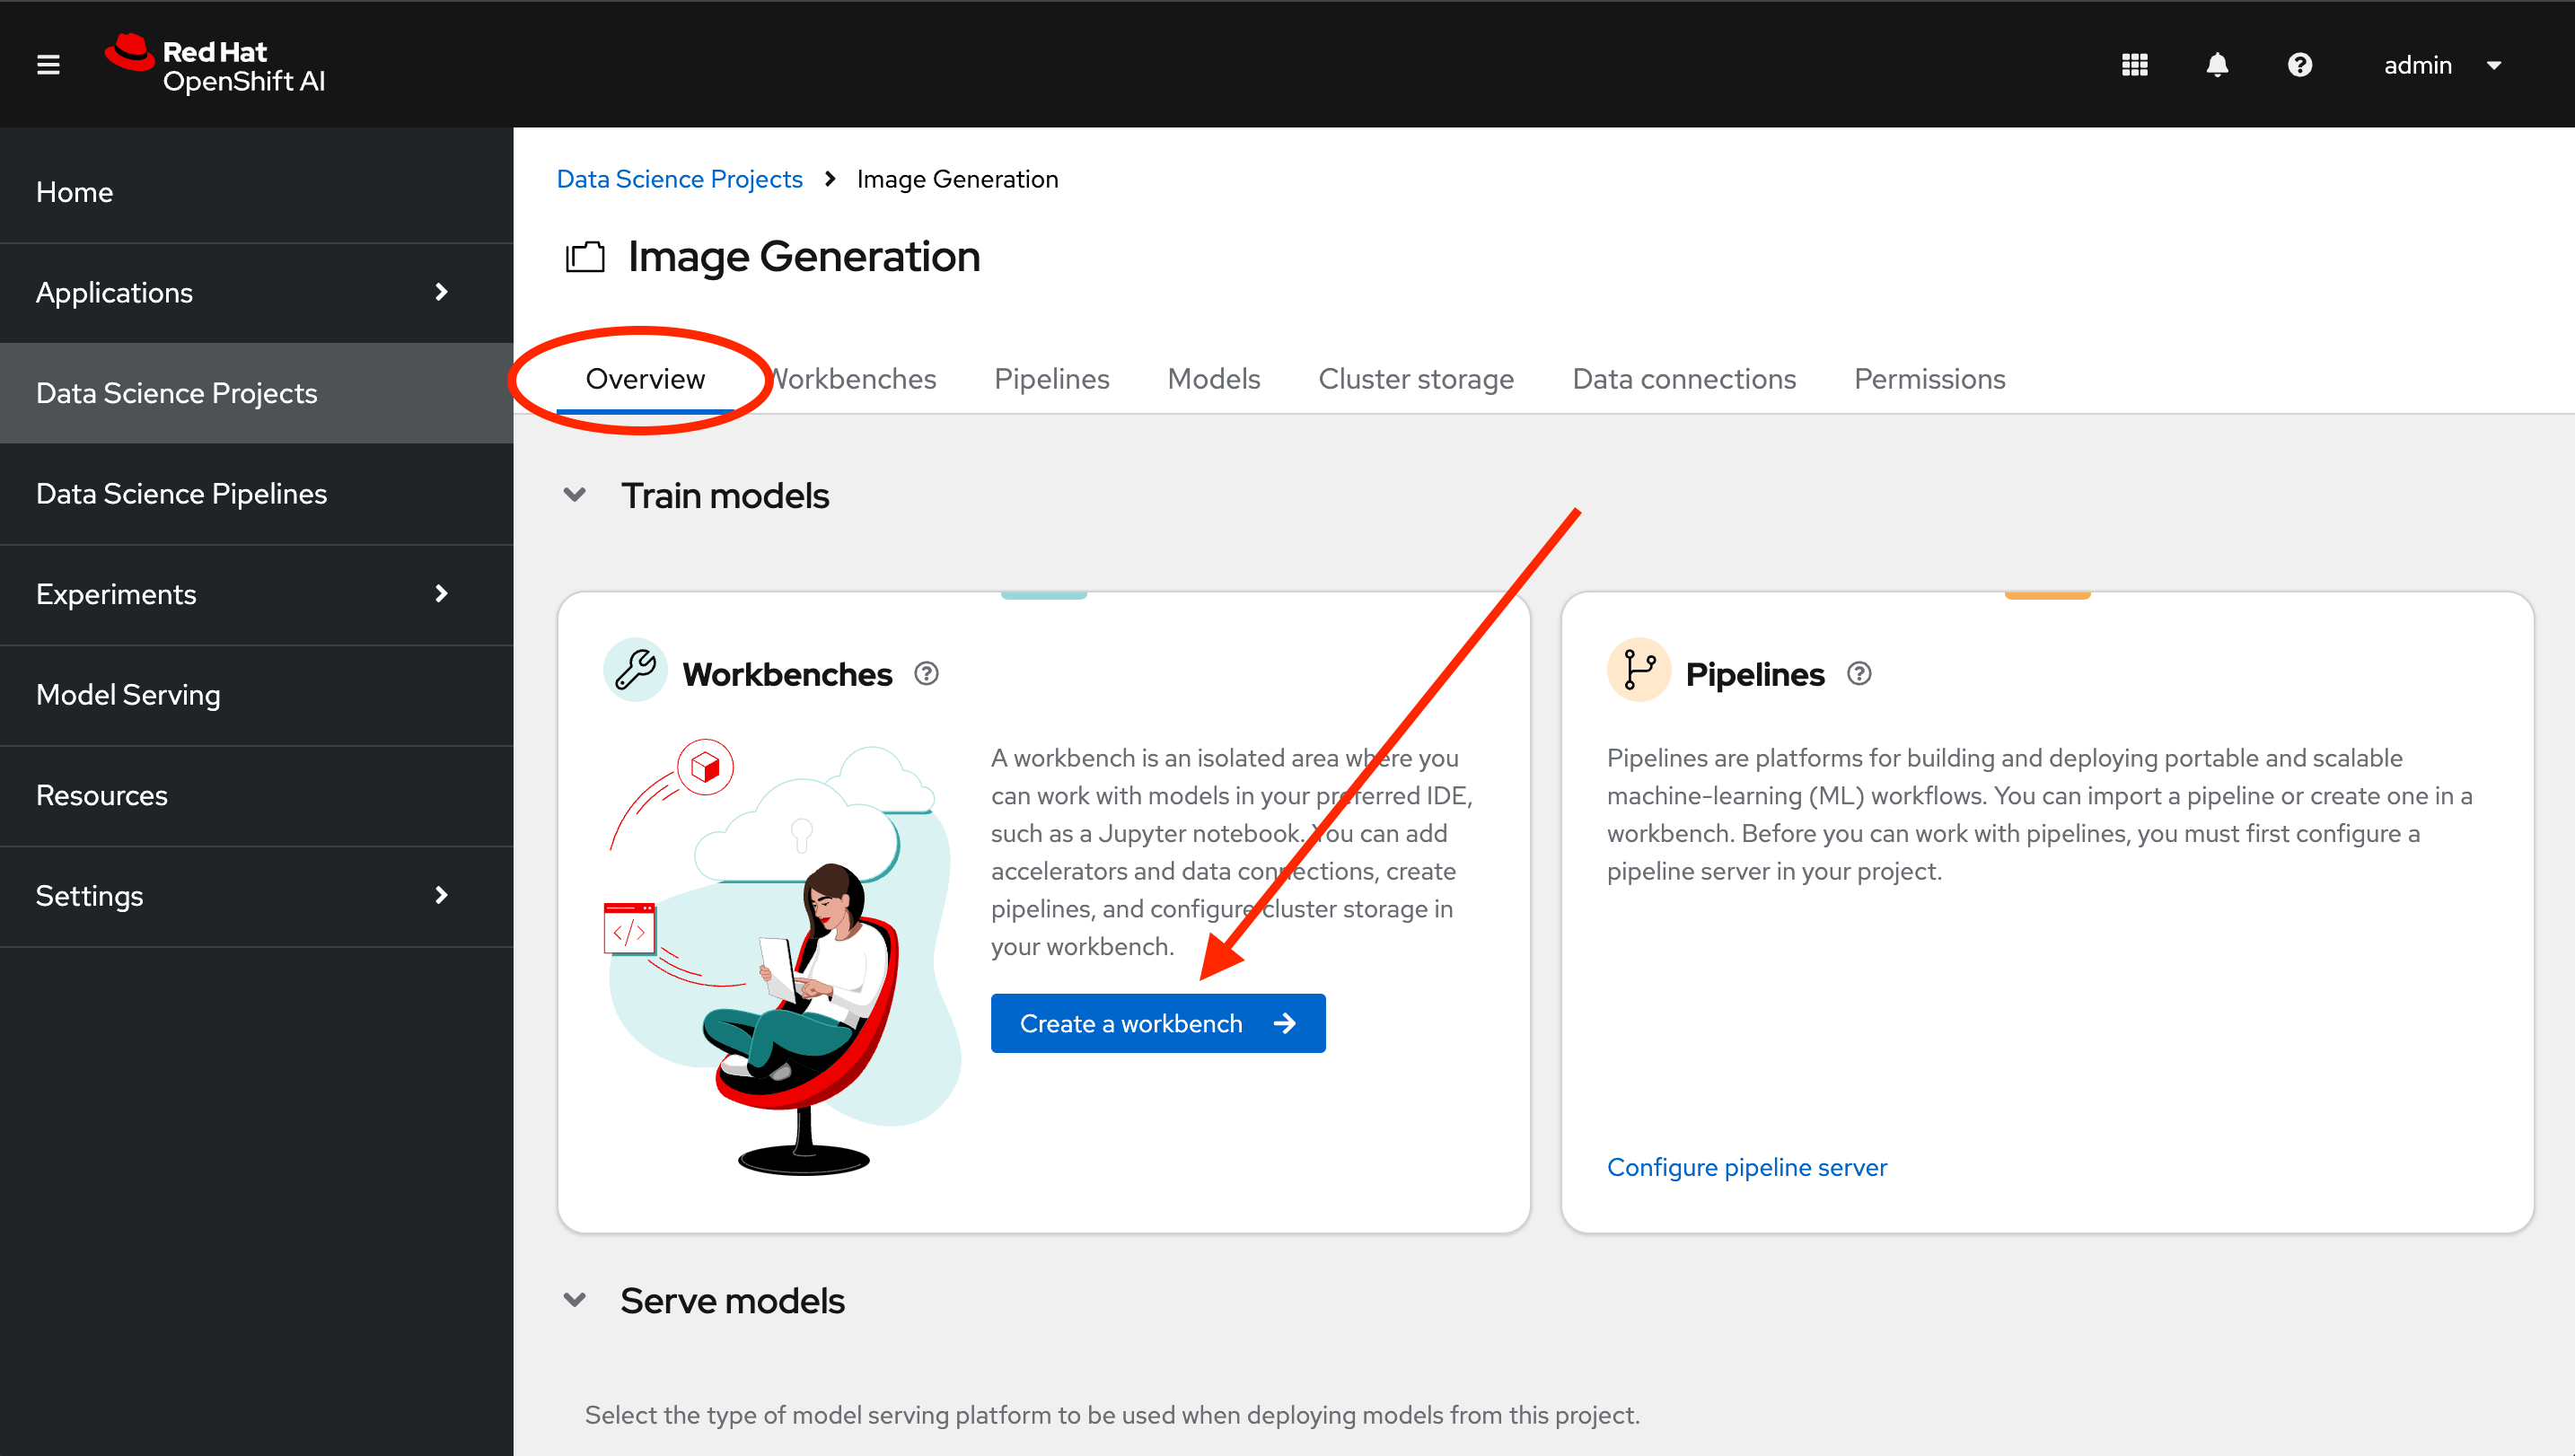 Red Hat
OpenShift AI
admin
Home
Applications
Data Science Projects
Data Science Pipelines
Experiments
Model Serving
Resources
Settings
Data Science Projects > Image Generation
Image Generation
Overview Workbenches Pipelines Models Cluster storage Data connections Permissions
Train models
Workbenches
A workbench is an isolated area where you
can work with models in your preferred IDE,
such as a Jupyter notebook. You can add
accelerators and data connections, create
pipelines, and configure cluster storage in
your workbench.
Create a workbench
Pipelines
Pipelines are platforms for building and deploying portable and scalable
machine-learning (ML) workflows. You can import a pipeline or create one in a
workbench. Before you can work with pipelines, you must first configure a
pipeline server in your project.
Configure pipeline server
Serve models
Select the type of model serving platform to be used when deploying models from this project.